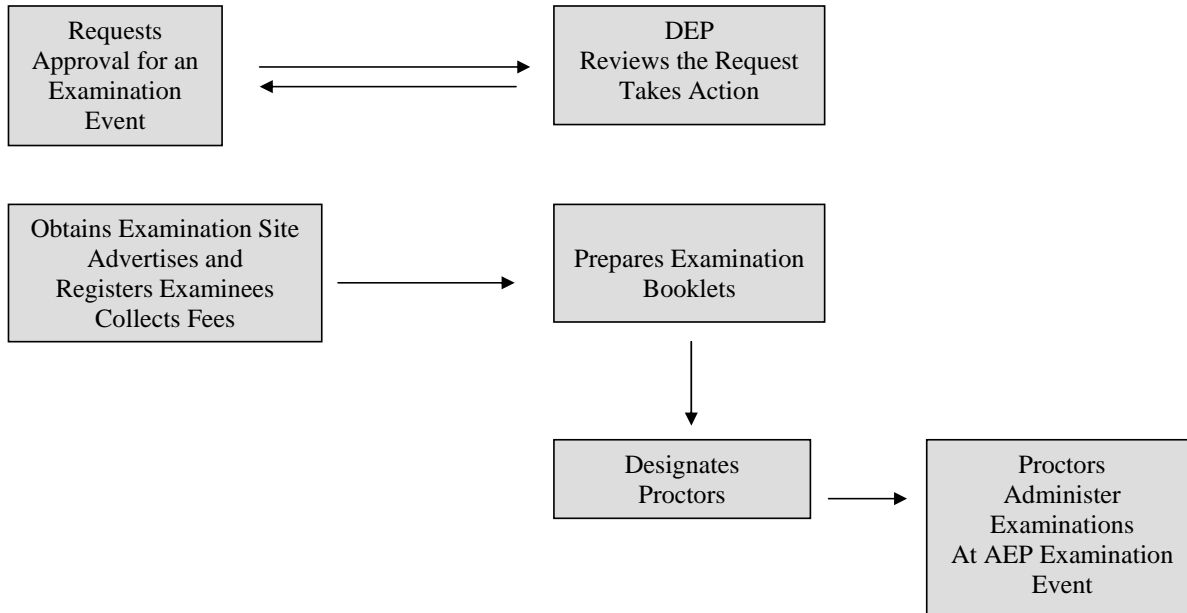 Requests
Approval for an
Examination
Event
DEP
Reviews the Request
Takes Action
Obtains Examination Site
Advertises and
Registers Examinees
Collects Fees
Prepares Examination
Booklets
Designates
Proctors
Proctors
Administer
Examinations
At AEP Examination
Event